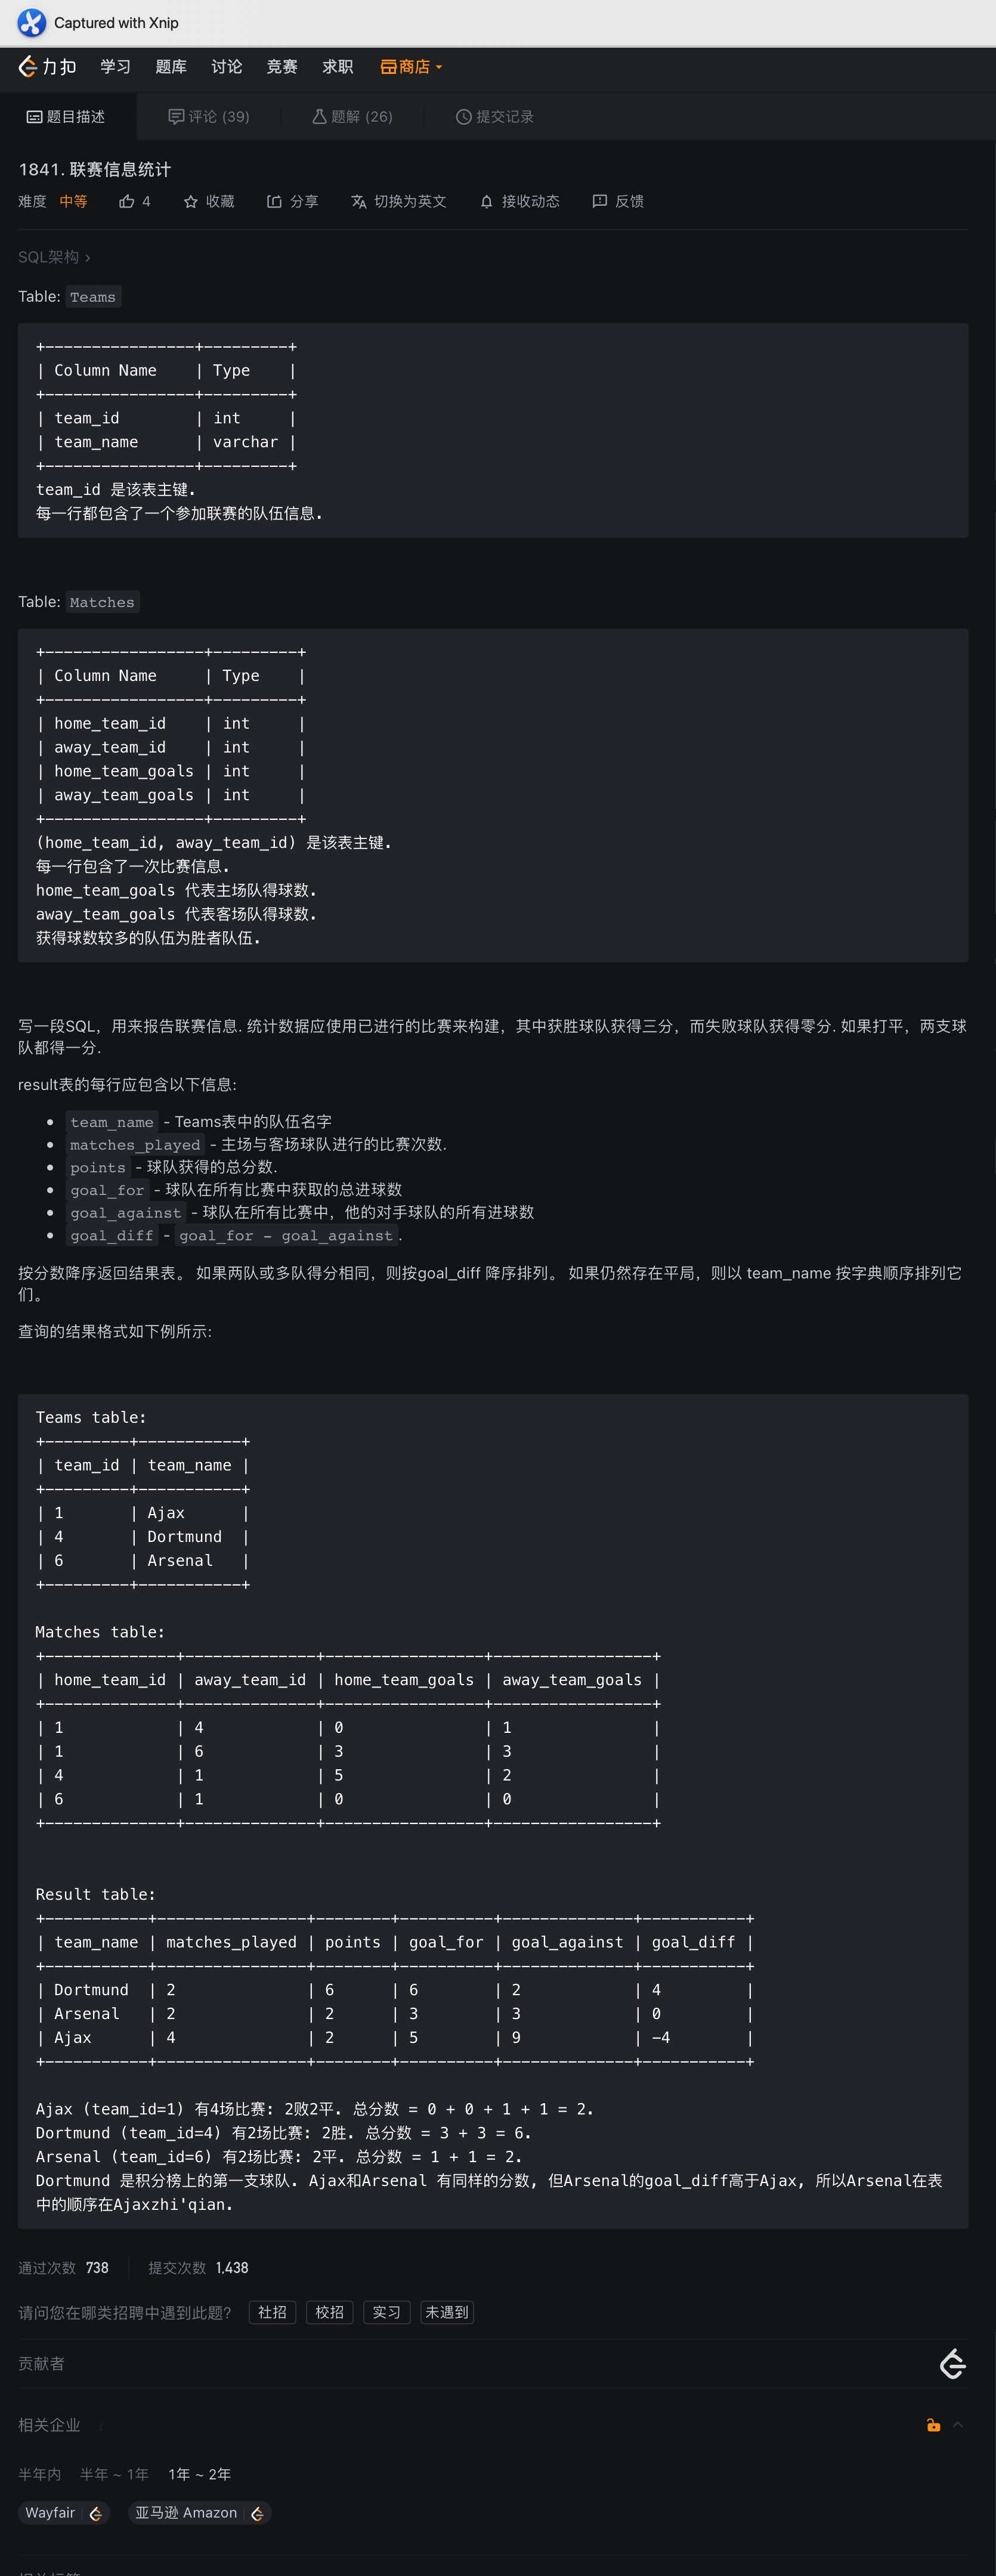 Captured with Xnip
力扣 学习 题库 讨论 竞赛 求职 商店
题目描述 评论 (39) 题解 (26) 提交记录
1841. 联赛信息统计
难度 中等 4 收藏 分享 切换为英文 接收动态 反馈
SQL架构 ›
Table: Teams
+----------------+---------+
| Column Name    | Type    |
+----------------+---------+
| team_id        | int     |
| team_name      | varchar |
+----------------+---------+
team_id 是该表主键.
每一行都包含了一个参加联赛的队伍信息.
Table: Matches
+-----------------+---------+
| Column Name     | Type    |
+-----------------+---------+
| home_team_id    | int     |
| away_team_id    | int     |
| home_team_goals | int     |
| away_team_goals | int     |
+-----------------+---------+
(home_team_id, away_team_id) 是该表主键.
每一行包含了一次比赛信息.
home_team_goals 代表主场队得球数.
away_team_goals 代表客场队得球数.
获得球数较多的队伍为胜者队伍.
写一段SQL，用来报告联赛信息. 统计数据应使用已进行的比赛来构建，其中获胜球队获得三分，而失败球队获得零分. 如果打平，两支球
队都得一分.
result表的每行应包含以下信息:
• team_name - Teams表中的队伍名字
• matches_played - 主场与客场球队进行的比赛次数.
• points - 球队获得的总分数.
• goal_for - 球队在所有比赛中获取的总进球数
• goal_against - 球队在所有比赛中，他的对手球队的所有进球数
• goal_diff - goal_for - goal_against.
按分数降序返回结果表。 如果两队或多队得分相同，则按goal_diff 降序排列。 如果仍然存在平局，则以 team_name 按字典顺序排列它
们。
查询的结果格式如下例所示:
Teams table:
+---------+-----------+
| team_id | team_name |
+---------+-----------+
| 1       | Ajax      |
| 4       | Dortmund  |
| 6       | Arsenal   |
+---------+-----------+
Matches table:
+--------------+--------------+-----------------+-----------------+
| home_team_id | away_team_id | home_team_goals | away_team_goals |
+--------------+--------------+-----------------+-----------------+
| 1            | 4            | 0               | 1               |
| 1            | 6            | 3               | 3               |
| 4            | 1            | 5               | 2               |
| 6            | 1            | 0               | 0               |
+--------------+--------------+-----------------+-----------------+
Result table:
+-----------+----------------+--------+----------+--------------+-----------+
| team_name | matches_played | points | goal_for | goal_against | goal_diff |
+-----------+----------------+--------+----------+--------------+-----------+
| Dortmund  | 2              | 6      | 6        | 2            | 4         |
| Arsenal   | 2              | 2      | 3        | 3            | 0         |
| Ajax      | 4              | 2      | 5        | 9            | -4        |
+-----------+----------------+--------+----------+--------------+-----------+
Ajax (team_id=1) 有4场比赛: 2败2平. 总分数 = 0 + 0 + 1 + 1 = 2.
Dortmund (team_id=4) 有2场比赛: 2胜. 总分数 = 3 + 3 = 6.
Arsenal (team_id=6) 有2场比赛: 2平. 总分数 = 1 + 1 = 2.
Dortmund 是积分榜上的第一支球队. Ajax和Arsenal 有同样的分数, 但Arsenal的goal_diff高于Ajax, 所以Arsenal在表
中的顺序在Ajaxzhi'qian.
通过次数 738 提交次数 1,438
请问您在哪类招聘中遇到此题? 社招 校招 实习 未遇到
贡献者
相关企业
半年内 半年 ~ 1年 1年 ~ 2年
Wayfair 亚马逊 Amazon